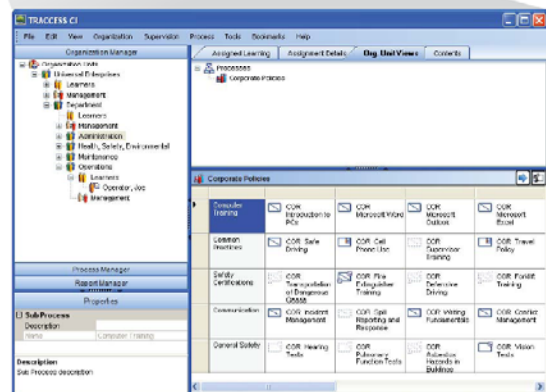 TRACCESS CI
File Edit View Organization Supervision Process Tools Bookmarks Help
Organization Manager
Organization Units
Universal Enterprises
Learners
Management
Department
Learners
Management
Administration
Health, Safety, Environmental
Maintenance
Operations
Learners
Operator, Joe
Management
Process Manager
Report Manager
Properties
SubProcess
Description
Name Computer Training
Description
Sub Process description
Assigned Learning Assignment Details Org Unit Views Contents
Processes
Corporate Policies
Corporate Policies
Computer Training
COR: Introduction to PCs
COR: Microsoft Word
COR: Microsoft Outlook
COR: Microsoft Excel
Common Practices
COR: Safe Driving
COR: Cell Phone Use
COR: Supervisor Training
COR: Travel Policy
Safety Certifications
COR: Transportation of Dangerous Goods
COR: Fire Extinguisher Training
COR: Defensive Driving
COR: Forklift Training
Communication
COR: Incident Management
COR: Spill Reporting and Response
COR: Writing Fundamentals
COR: Conflict Management
General Safety
COR: Hearing Tests
COR: Pulmonary Function Tests
COR: Asbestos Hazards in Buildings
COR: Vision Tests